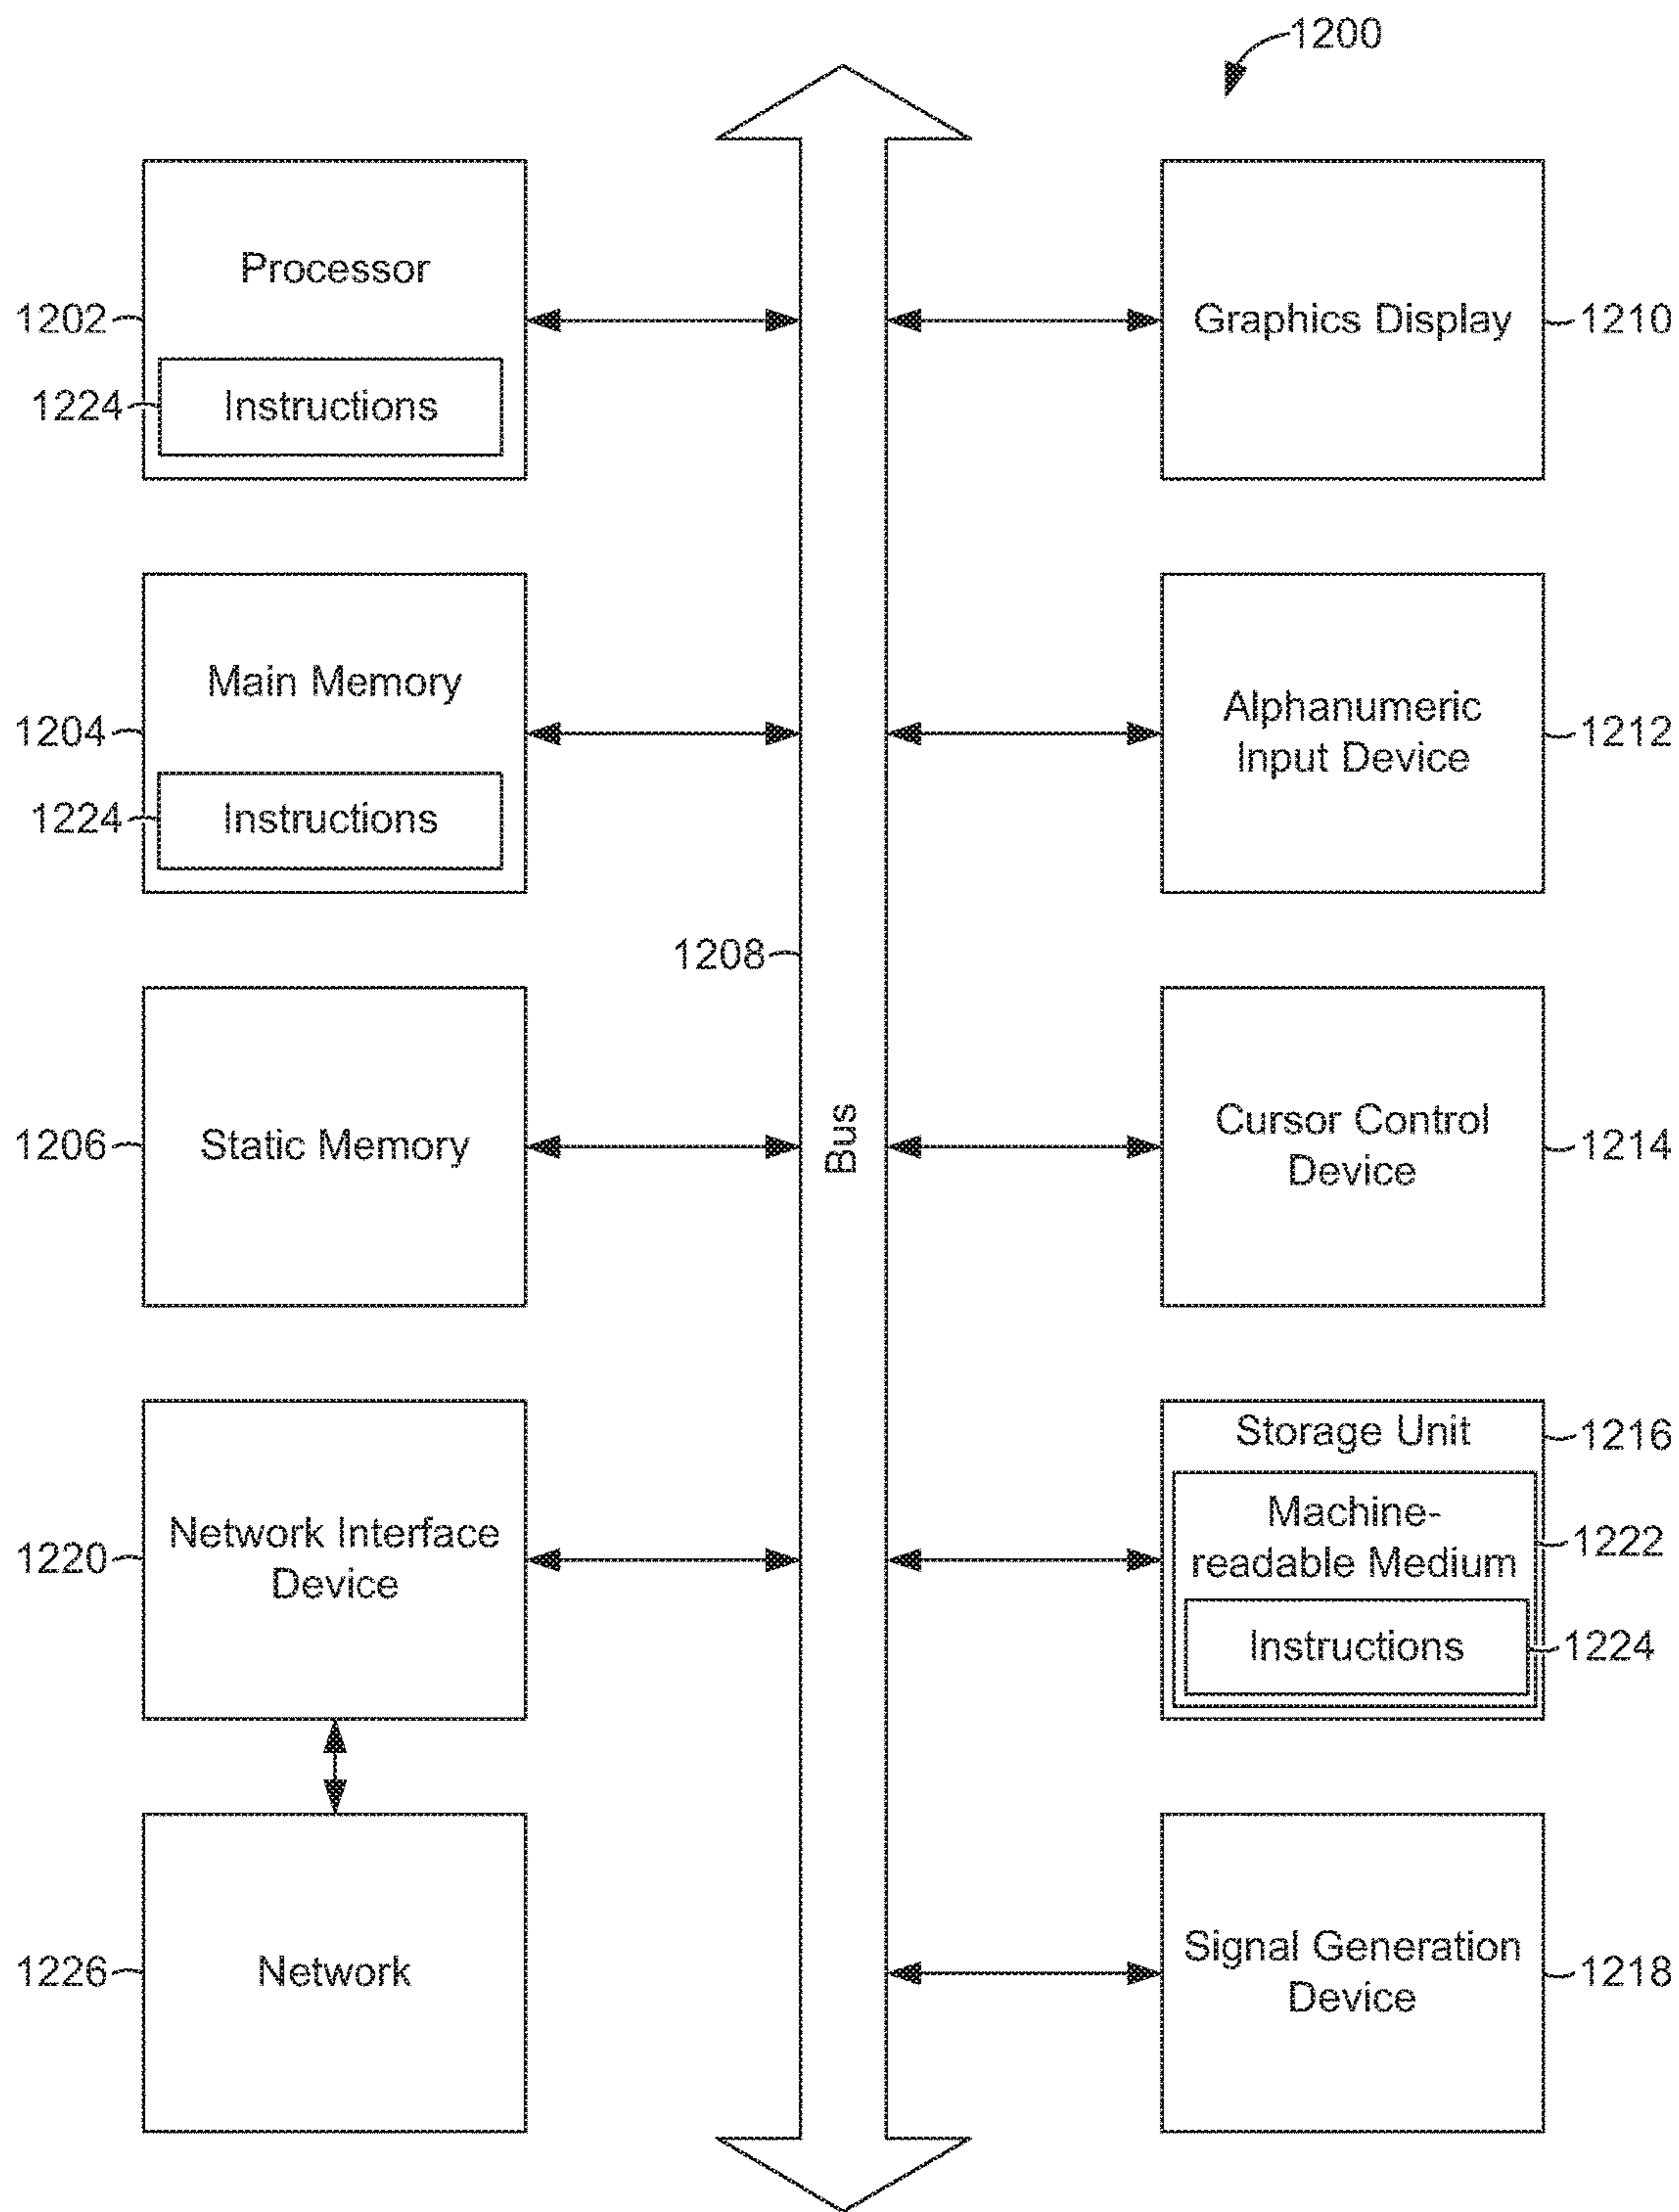 1200
Processor
1202
Instructions
1224
Main Memory
1204
Instructions
1224
Static Memory
1206
Network Interface
Device
1220
Network
1226
1208
Bus
Graphics Display
1210
Alphanumeric
Input Device
1212
Cursor Control
Device
1214
Storage Unit
1216
Machine-
readable Medium
1222
Instructions
1224
Signal Generation
Device
1218